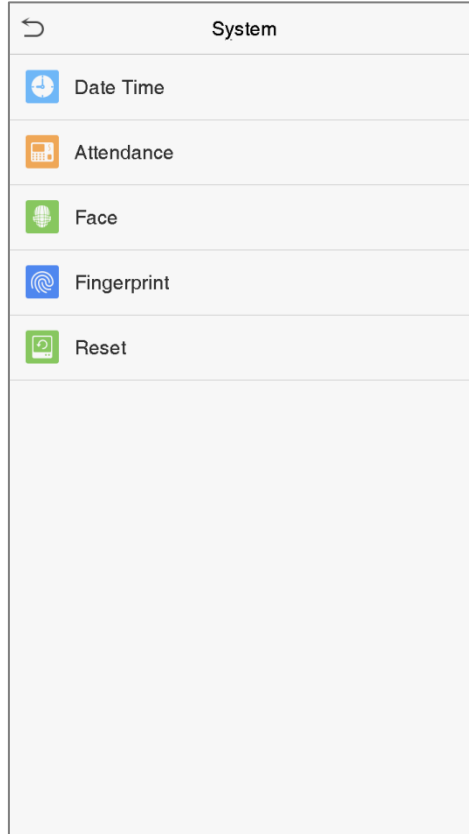 System
Date Time
Attendance
Face
Fingerprint
Reset